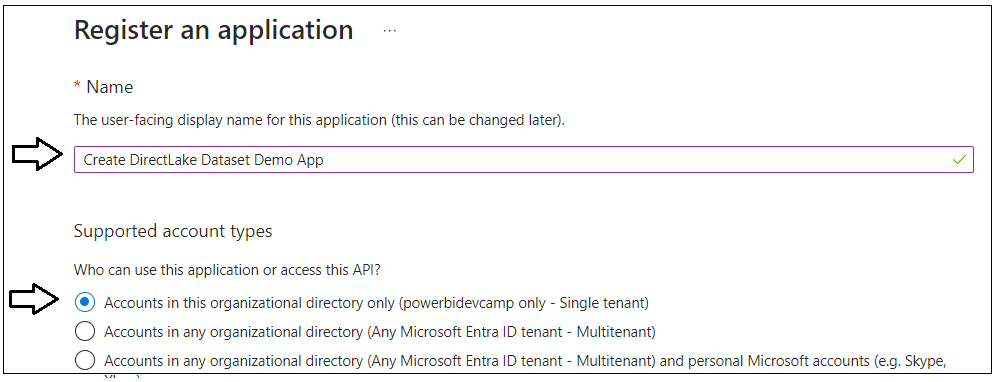 Register an application ...
* Name
The user-facing display name for this application (this can be changed later).
Create DirectLake Dataset Demo App
Supported account types
Who can use this application or access this API?
Accounts in this organizational directory only (powerbidevcamp only - Single tenant)
Accounts in any organizational directory (Any Microsoft Entra ID tenant - Multitenant)
Accounts in any organizational directory (Any Microsoft Entra ID tenant - Multitenant) and personal Microsoft accounts (e.g. Skype,